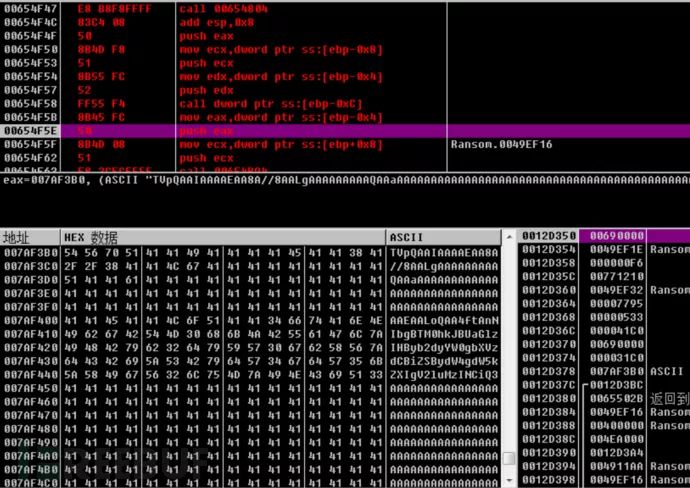 00654F47 E8 B8F8FFFF call 00654804
00654F4C 83C4 08 add esp,0x8
00654F4F 50 push eax
00654F50 8B4D F8 mov ecx,dword ptr ss:[ebp-0x8]
00654F53 51 push ecx
00654F54 8B55 FC mov edx,dword ptr ss:[ebp-0x4]
00654F57 52 push edx
00654F58 FF55 F4 call dword ptr ss:[ebp-0xC]
00654F5B 8B45 FC mov eax,dword ptr ss:[ebp-0x4]
00654F5E 50 push eax
00654F5F 8B4D 08 mov ecx,dword ptr ss:[ebp+0x8] Ransom.0049EF16
00654F62 51 push ecx
地址 HEX 数据 ASCII
007AF3B0 54 56 70 51 41 41 49 41 41 41 41 45 41 41 38 41 TVpQAAIAAAAEAA8A
007AF3C0 2F 2F 38 41 41 4C 67 41 41 41 41 41 41 41 41 41 //8AALgAAAAAAAAA
007AF3D0 51 41 41 61 41 41 41 41 41 41 41 41 41 41 41 41 QAAaAAAAAAAAAAAA
007AF3E0 41 41 41 41 41 41 41 41 41 41 41 41 41 41 41 41 AAAAAAAAAAAAAAAA
007AF3F0 41 41 41 41 41 41 41 41 41 41 41 41 41 41 41 41 AAAAAAAAAAAAAAAA
007AF400 41 41 45 41 41 4C 6F 51 41 41 34 66 74 41 6E 4E AAEAALoQAA4ftAnN
007AF410 49 62 67 42 54 4D 30 68 6B 4A 42 55 61 47 6C 7A IbgBTM0hkJBUaGlz
007AF420 49 48 42 79 62 32 64 79 59 57 30 67 62 58 56 7A IHByb2dyYW0gbXVz
007AF430 64 43 42 69 5A 53 42 79 64 57 34 67 64 57 35 6B dCBiZSBydW4gdW5k
007AF440 5A 58 49 67 56 32 6C 75 4D 7A 49 4E 43 69 51 33 ZXIgV2luMzINCiQ3
007AF450 41 41 41 41 41 41 41 41 41 41 41 41 41 41 41 41 AAAAAAAAAAAAAAAA
007AF460 41 41 41 41 41 41 41 41 41 41 41 41 41 41 41 41 AAAAAAAAAAAAAAAA
007AF470 41 41 41 41 41 41 41 41 41 41 41 41 41 41 41 41 AAAAAAAAAAAAAAAA
007AF480 41 41 41 41 41 41 41 41 41 41 41 41 41 41 41 41 AAAAAAAAAAAAAAAA
007AF490 41 41 41 41 41 41 41 41 41 41 41 41 41 41 41 41 AAAAAAAAAAAAAAAA
007AF4A0 41 41 41 41 41 41 41 41 41 41 41 41 41 41 41 41 AAAAAAAAAAAAAAAA
007AF4B0 41 41 41 41 41 41 41 41 41 41 41 41 41 41 41 41 AAAAAAAAAAAAAAAA
007AF4C0 41 41 41 41 41 41 41 41 41 41 41 41 41 41 41 41 AAAAAAAAAAAAAAAA
0012D350 00690000
0012D354 0049EF1E Ransom
0012D358 000000F6
0012D35C 00771210
0012D360 0049EF32 Ransom
0012D364 00007795
0012D368 00000533
0012D36C 000041C0
0012D370 00690000
0012D374 000031C0
0012D378 007AF3B0 ASCII
0012D37C 0012D3BC
0012D380 0065502B 返回到
0012D384 0049EF16 Ransom
0012D388 00400000 Ransom
0012D38C 004EA000
0012D390 0012D3A4
0012D394 004911AA Ransom
0012D398 0049EF16 Ransom